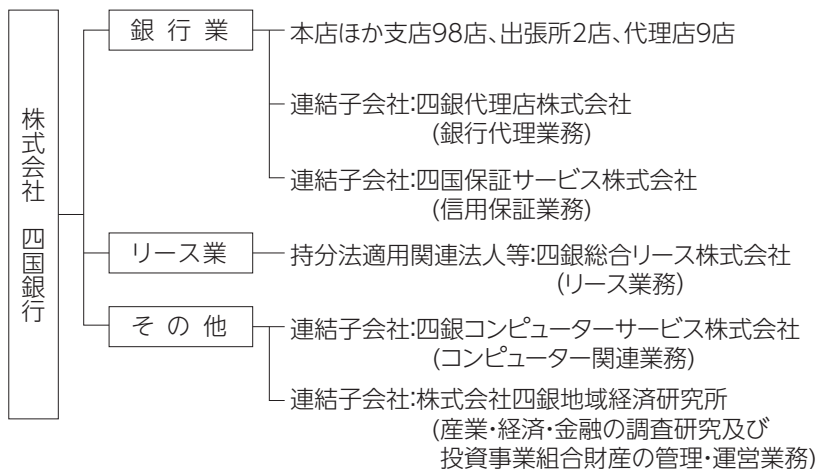 株式会社 四国銀行
銀行業
本店ほか支店98店、出張所2店、代理店9店
連結子会社:四銀代理店株式会社
(銀行代理業務)
連結子会社:四国保証サービス株式会社
(信用保証業務)
リース業
持分法適用関連法人等:四銀総合リース株式会社
(リース業務)
その他
連結子会社:四銀コンピューターサービス株式会社
(コンピューター関連業務)
連結子会社:株式会社四銀地域経済研究所
(産業・経済・金融の調査研究及び
投資事業組合財産の管理・運営業務)